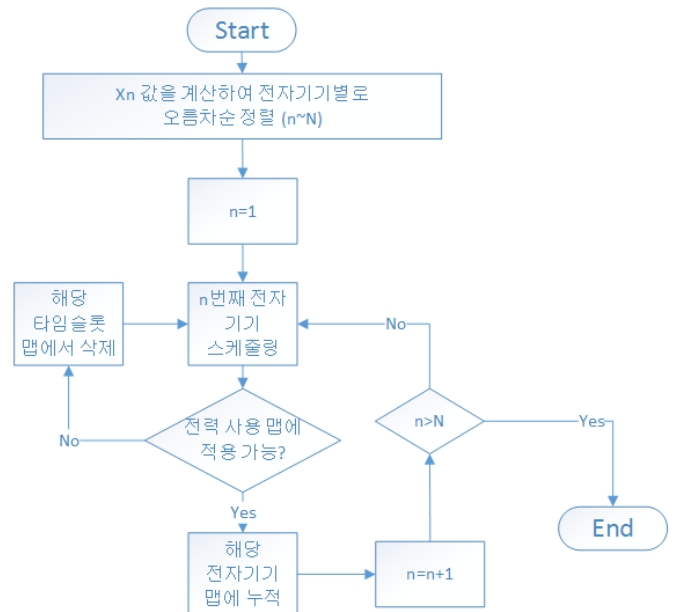 Start
Xn 값을 계산하여 전자기기별로
오름차순 정렬 (n~N)
n=1
해당
타임슬롯
맵에서 삭제
n번째 전자
기기
스케줄링
No
n>N
전력 사용 맵에
적용 가능?
No
Yes
Yes
해당
전자기기
맵에 누적
n=n+1
End